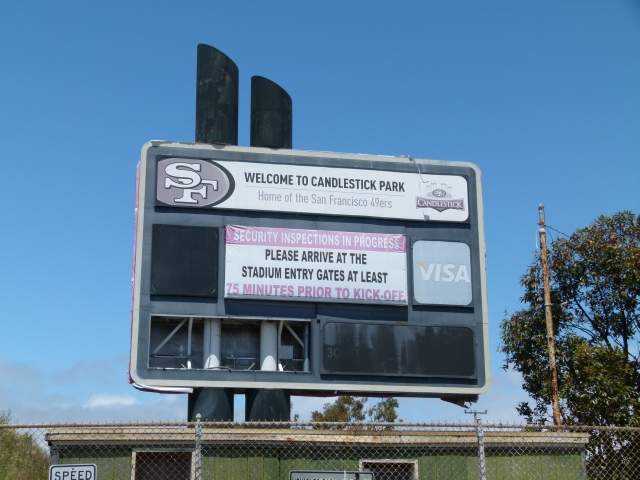 SF
WELCOME TO CANDLESTICK PARK
Home of the San Francisco 49ers
CANDLESTICK
SECURITY INSPECTIONS IN PROGRESS
PLEASE ARRIVE AT THE
STADIUM ENTRY GATES AT LEAST
75 MINUTES PRIOR TO KICK-OFF.
VISA
SPEED